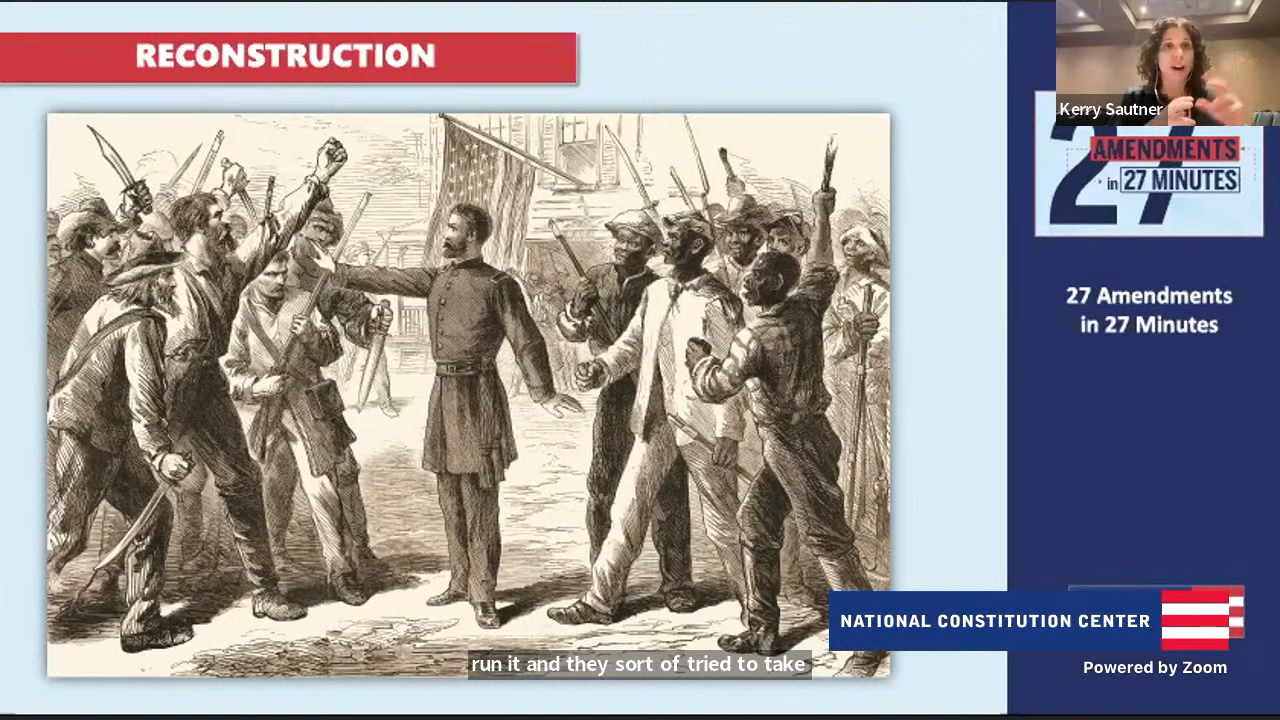 RECONSTRUCTION
Kerry Sautner
27
AMENDMENTS
in 27 MINUTES
27 Amendments
in 27 Minutes
NATIONAL CONSTITUTION CENTER
Powered by Zoom
run it and they sort of tried to take